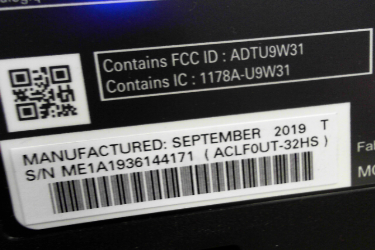 Contains FCC ID : ADTU9W31
Contains IC : 1178A-U9W31
MANUFACTURED: SEPTEMBER 2019 T
S/N ME1A1936144171 ( ACLF0UT-32HS )